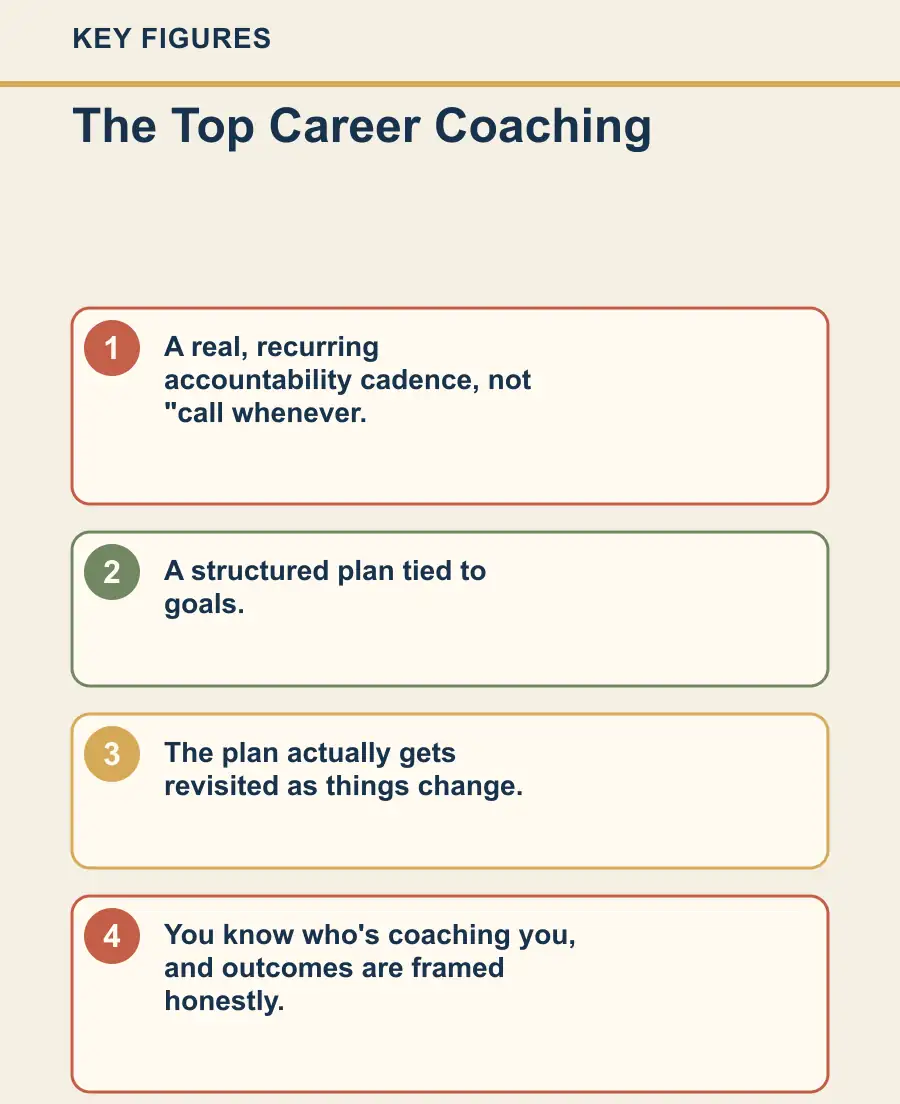 KEY FIGURES
The Top Career Coaching
1
A real, recurring
accountability cadence, not
"call whenever.
2
A structured plan tied to
goals.
3
The plan actually gets
revisited as things change.
4
You know who's coaching you,
and outcomes are framed
honestly.